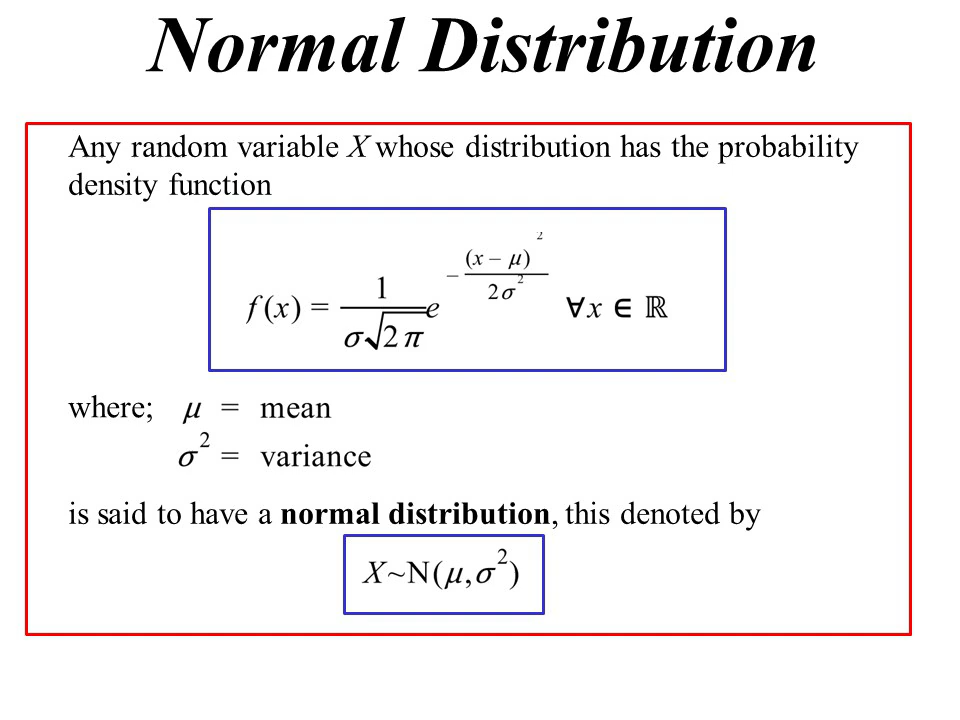 Normal Distribution
Any random variable X whose distribution has the probability
density function
f (x) = 1/(σ√2π) e^(−(x − μ)²/(2σ²)) ∀x ∈ ℝ
where; μ = mean
σ² = variance
is said to have a normal distribution, this denoted by
X~N(μ,σ²)